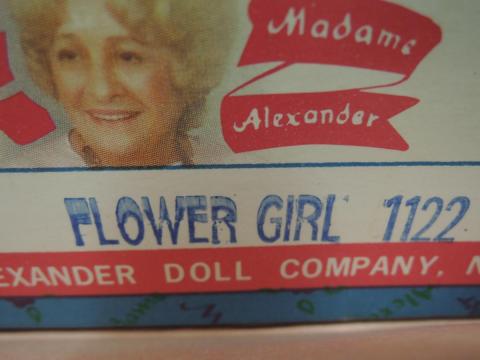 Madame
Alexander
FLOWER GIRL 1122
EXANDER DOLL COMPANY, N